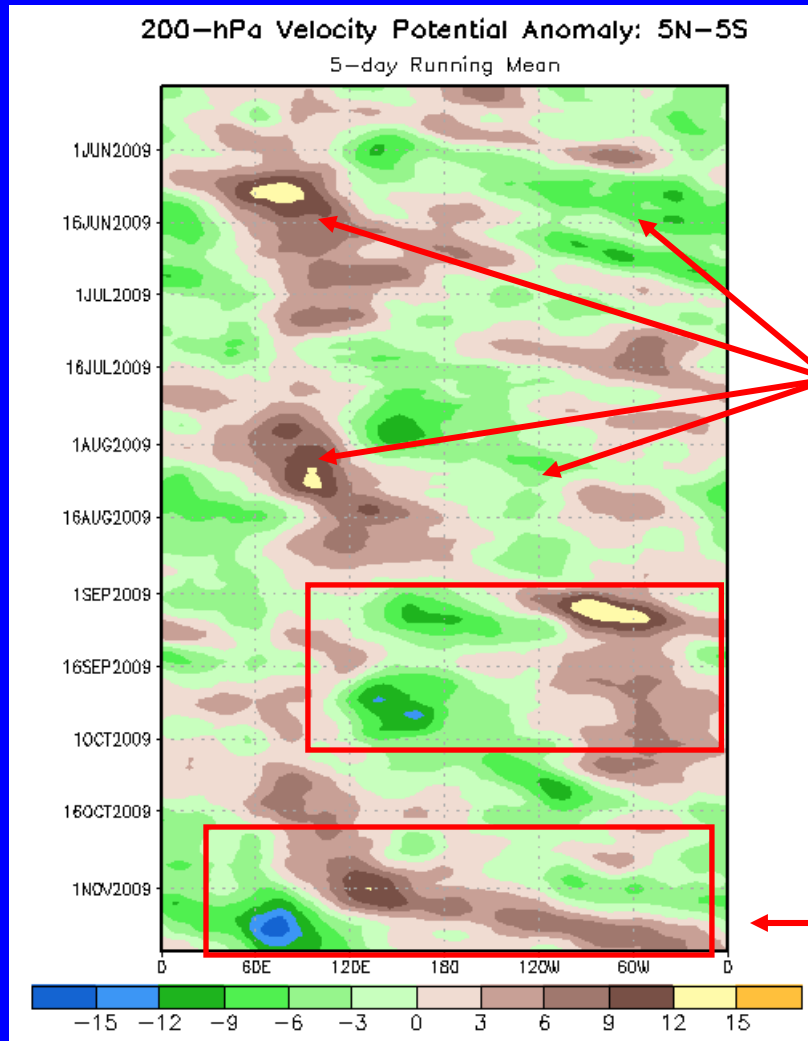 200-hPa Velocity Potential Anomaly: 5N-5S
5-day Running Mean
1JUN2009
16JUN2009
1JUL2009
16JUL2009
1AUG2009
16AUG2009
1SEP2009
16SEP2009
1OCT2009
16OCT2009
1NOV2009
0 60E 120E 180 120W 60W 0
-15 -12 -9 -6 -3 0 3 6 9 12 15